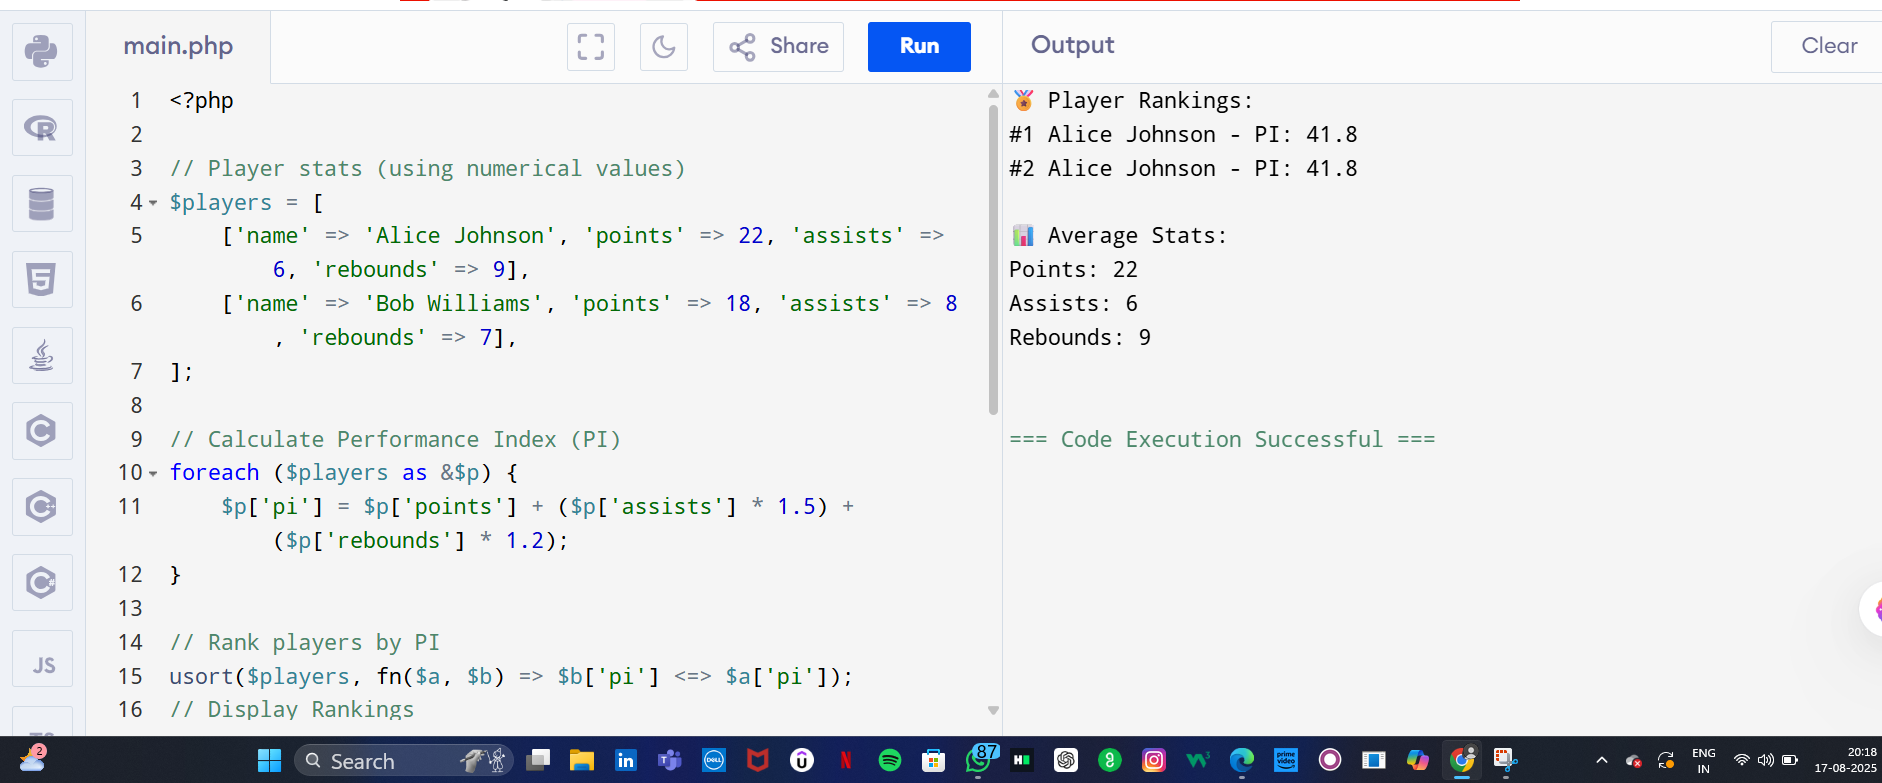 main.php
Share
Run
Output
Clear
1 <?php
2
3 // Player stats (using numerical values)
4 $players = [
5 ['name' => 'Alice Johnson', 'points' => 22, 'assists' =>
6, 'rebounds' => 9],
6 ['name' => 'Bob Williams', 'points' => 18, 'assists' => 8
, 'rebounds' => 7],
7 ];
8
9 // Calculate Performance Index (PI)
10 foreach ($players as &$p) {
11 $p['pi'] = $p['points'] + ($p['assists'] * 1.5) +
($p['rebounds'] * 1.2);
12 }
13
14 // Rank players by PI
15 usort($players, fn($a, $b) => $b['pi'] <=> $a['pi']);
16 // Display Rankings
🏅 Player Rankings:
#1 Alice Johnson - PI: 41.8
#2 Alice Johnson - PI: 41.8
📊 Average Stats:
Points: 22
Assists: 6
Rebounds: 9
=== Code Execution Successful ===
R
5
C
C
C#
JS
2
Search
in
DELL
U
N
87
H
prime video
ENG
IN
20:18
17-08-2025